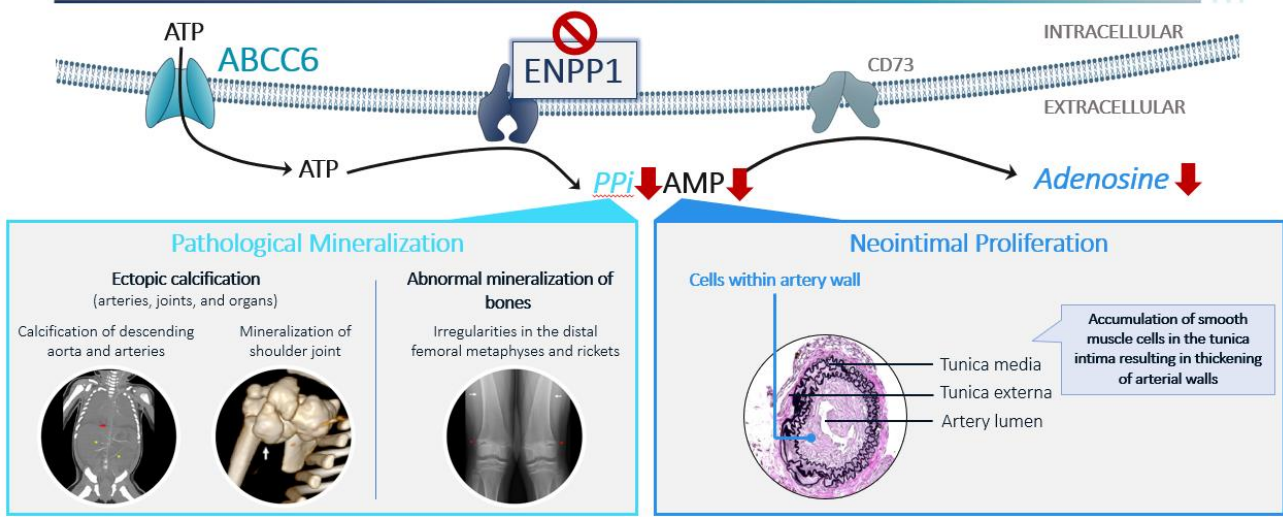 ATP
ABCC6
ENPP1
CD73
INTRACELLULAR
EXTRACELLULAR
ATP
PPi
AMP
Adenosine
Pathological Mineralization
Ectopic calcification
(arteries, joints, and organs)
Calcification of descending
aorta and arteries
Mineralization of
shoulder joint
Abnormal mineralization of
bones
Irregularities in the distal
femoral metaphyses and rickets
Neointimal Proliferation
Cells within artery wall
Tunica media
Tunica externa
Artery lumen
Accumulation of smooth
muscle cells in the tunica
intima resulting in thickening
of arterial walls